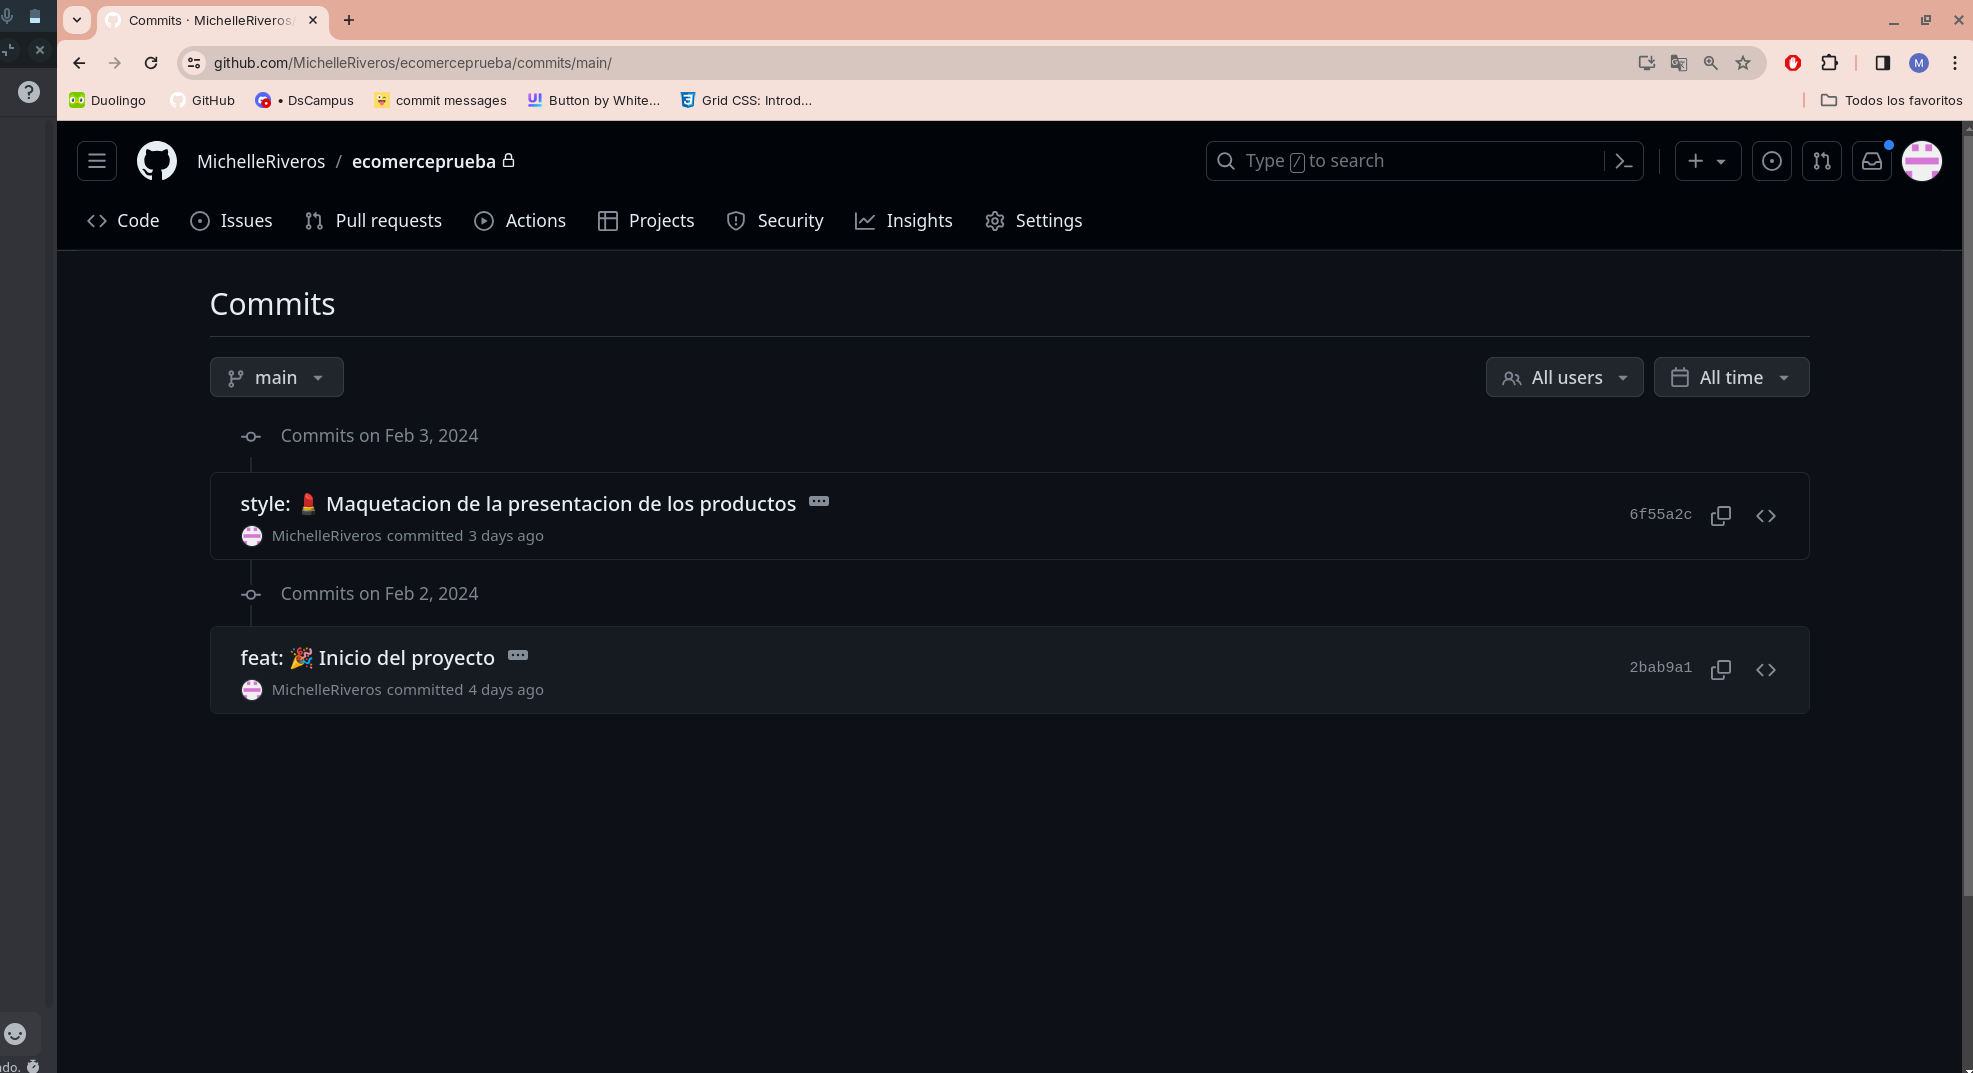 Commits · MichelleRiveros/
github.com/MichelleRiveros/ecomerceprueba/commits/main/
M
Duolingo GitHub • DsCampus commit messages Button by White... Grid CSS: Introd... Todos los favoritos
MichelleRiveros / ecomerceprueba Type / to search
Code Issues Pull requests Actions Projects Security Insights Settings
Commits
main All users All time
Commits on Feb 3, 2024
style: 💄 Maquetacion de la presentacion de los productos
6f55a2c
MichelleRiveros committed 3 days ago
Commits on Feb 2, 2024
feat: 🎉 Inicio del proyecto
2bab9a1
MichelleRiveros committed 4 days ago